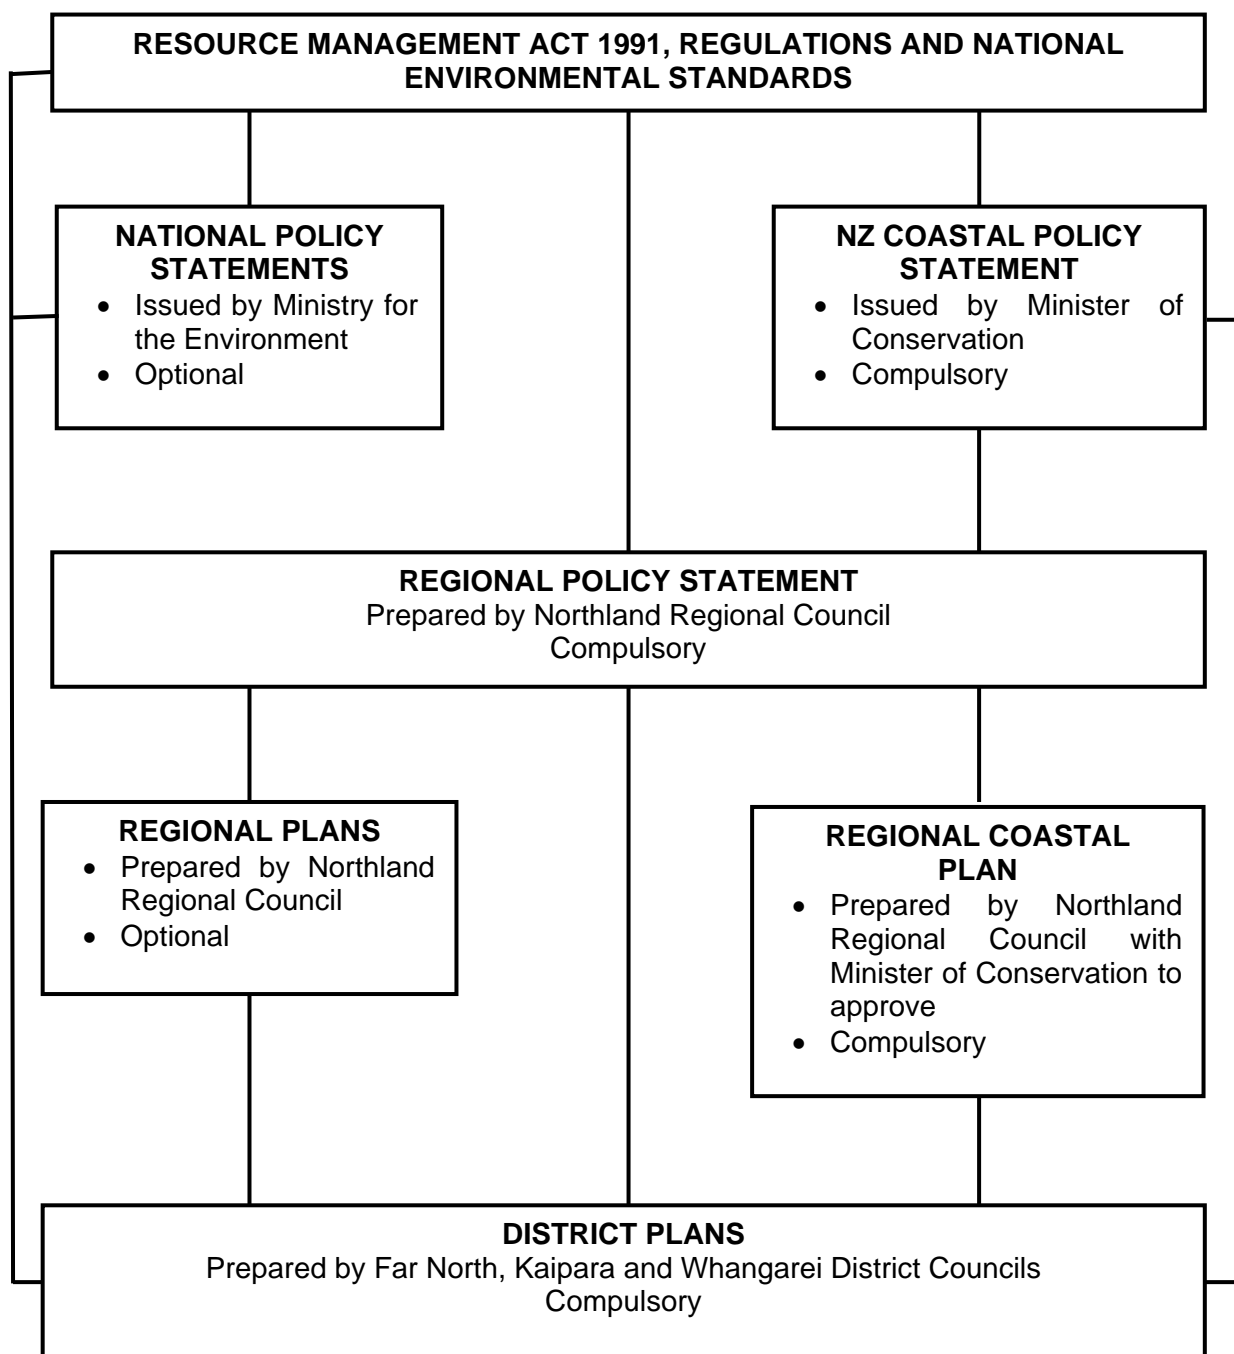 RESOURCE MANAGEMENT ACT 1991, REGULATIONS AND NATIONAL
ENVIRONMENTAL STANDARDS
NATIONAL POLICY
STATEMENTS
• Issued by Ministry for
the Environment
• Optional
NZ COASTAL POLICY
STATEMENT
• Issued by Minister of
Conservation
• Compulsory
REGIONAL POLICY STATEMENT
Prepared by Northland Regional Council
Compulsory
REGIONAL PLANS
• Prepared by Northland
Regional Council
• Optional
REGIONAL COASTAL
PLAN
• Prepared by Northland
Regional Council with
Minister of Conservation to
approve
• Compulsory
DISTRICT PLANS
Prepared by Far North, Kaipara and Whangarei District Councils
Compulsory